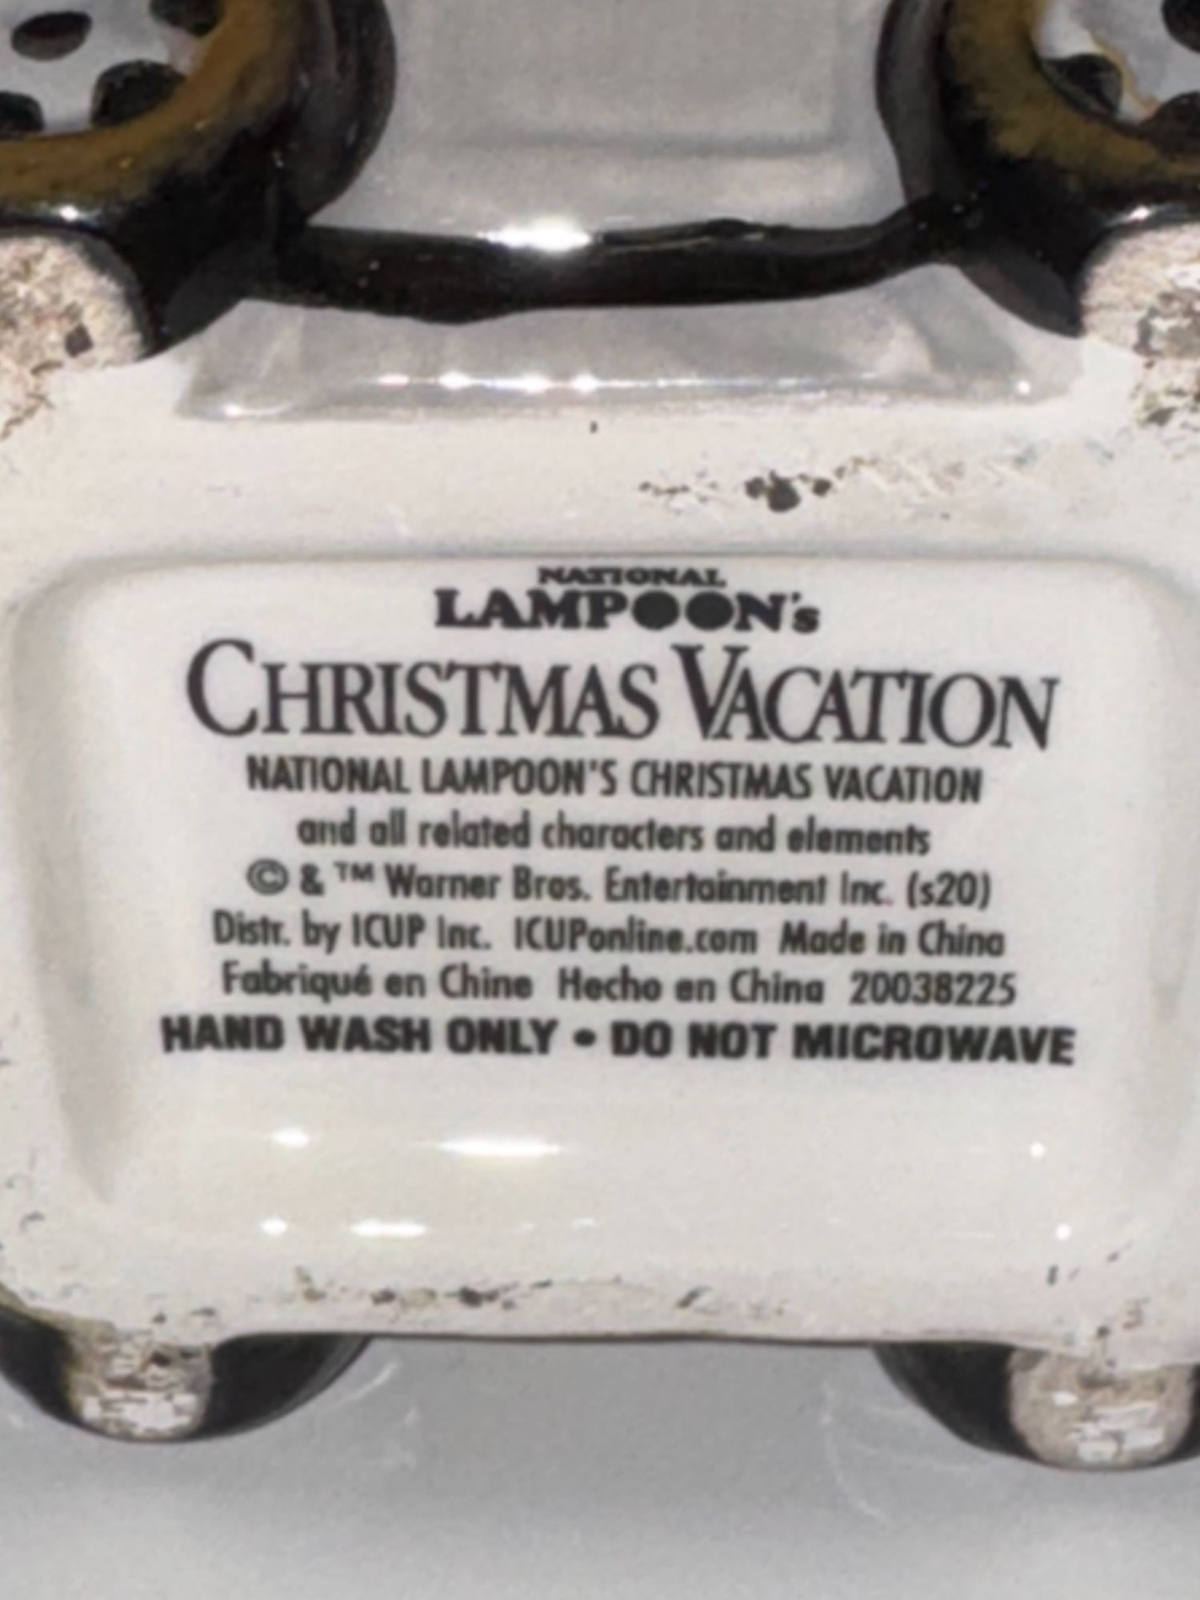 NATIONAL
LAMPOON's
CHRISTMAS VACATION
NATIONAL LAMPOON'S CHRISTMAS VACATION
and all related characters and elements
© & ™ Warner Bros. Entertainment Inc. (s20)
Distr. by ICUP Inc. ICUPonline.com Made in China
Fabriqué en Chine Hecho en China 20038225
HAND WASH ONLY • DO NOT MICROWAVE